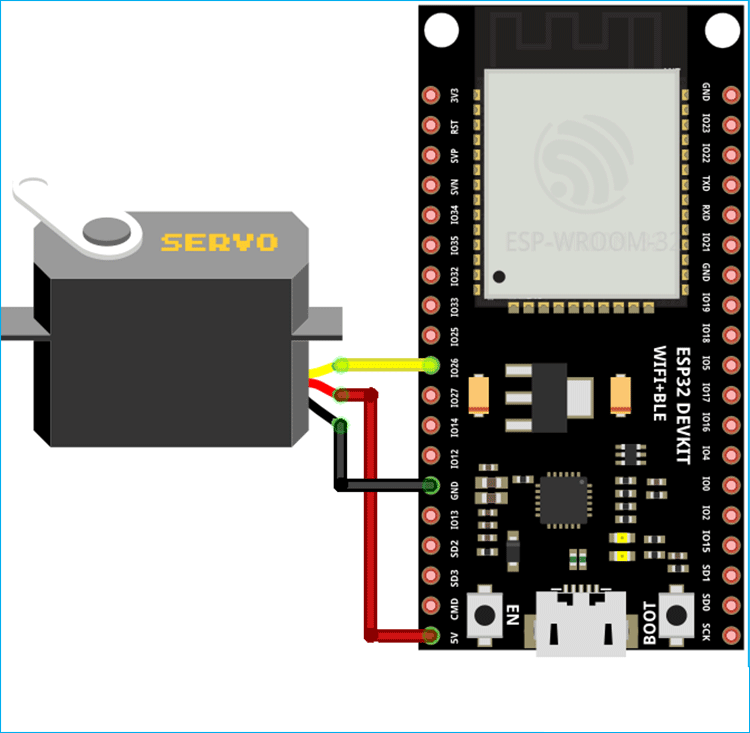 SERVO
3V3
RST
SVP
SVN
IO34
IO35
IO32
IO33
IO25
IO26
IO27
IO14
IO12
GND
IO13
SD2
SD3
CMD
5V
ESP-WROOM-32
ESP32 DEVKIT
WIFI+BLE
EN
BOOT
GND
IO23
IO22
TXD
RXD
IO21
GND
IO19
IO18
IO5
IO17
IO16
IO4
IO0
IO2
IO15
SD1
SD0
SCK